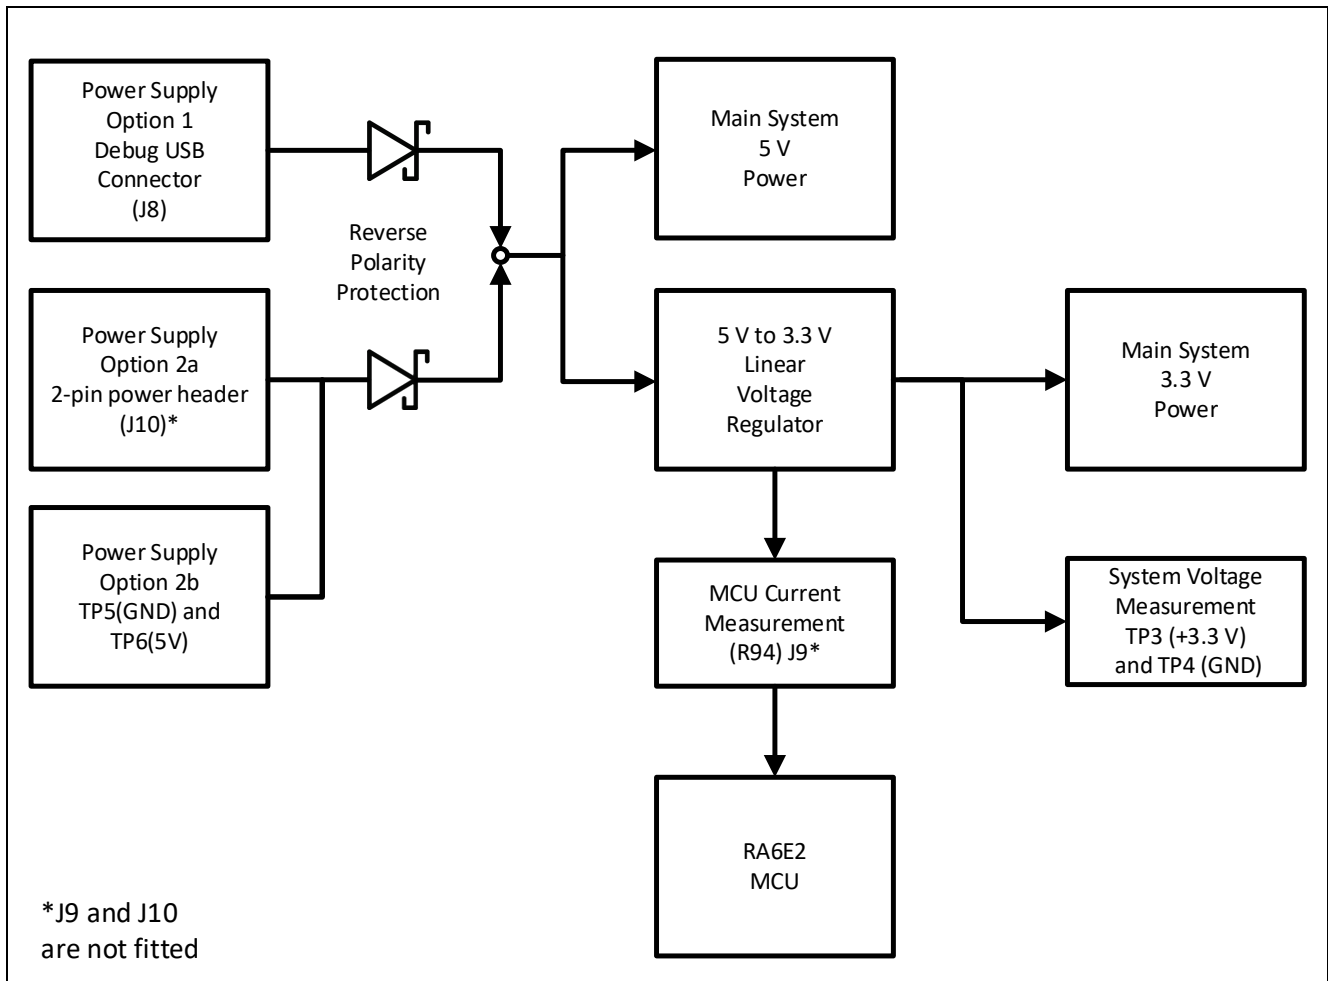 Power Supply
Option 1
Debug USB
Connector
(J8)
Reverse
Polarity
Protection
Power Supply
Option 2a
2-pin power header
(J10)*
Power Supply
Option 2b
TP5(GND) and
TP6(5V)
Main System
5 V
Power
5 V to 3.3 V
Linear
Voltage
Regulator
Main System
3.3 V
Power
MCU Current
Measurement
(R94) J9*
System Voltage
Measurement
TP3 (+3.3 V)
and TP4 (GND)
RA6E2
MCU
*J9 and J10
are not fitted